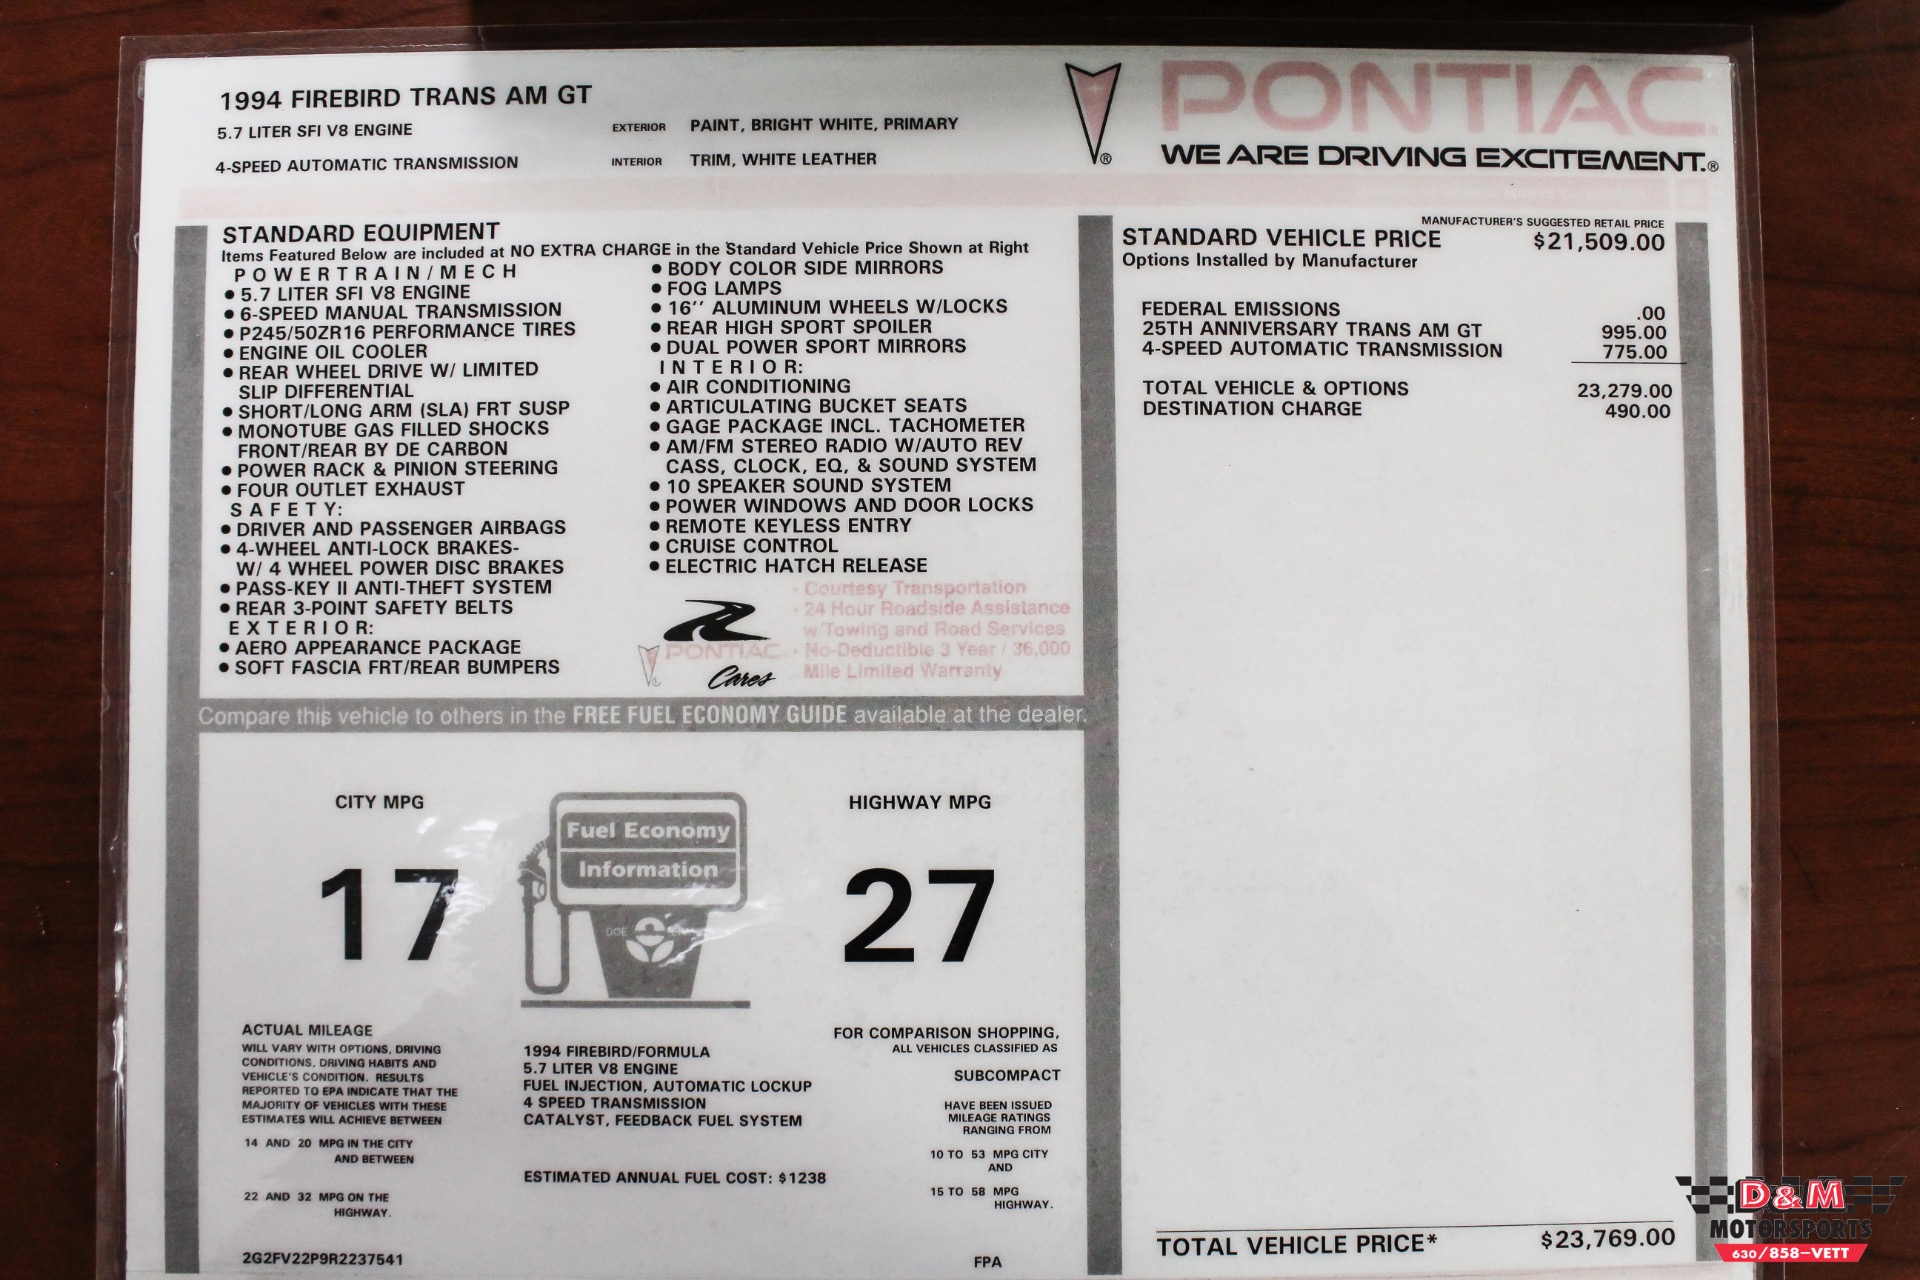 1994 FIREBIRD TRANS AM GT
5.7 LITER SFI V8 ENGINE
4-SPEED AUTOMATIC TRANSMISSION
EXTERIOR PAINT, BRIGHT WHITE, PRIMARY
INTERIOR TRIM, WHITE LEATHER
PONTIAC
WE ARE DRIVING EXCITEMENT.®
STANDARD EQUIPMENT
Items Featured Below are included at NO EXTRA CHARGE in the Standard Vehicle Price Shown at Right
POWERTRAIN/MECH
• 5.7 LITER SFI V8 ENGINE
• 6-SPEED MANUAL TRANSMISSION
• P245/50ZR16 PERFORMANCE TIRES
• ENGINE OIL COOLER
• REAR WHEEL DRIVE W/ LIMITED
SLIP DIFFERENTIAL
• SHORT/LONG ARM (SLA) FRT SUSP
• MONOTUBE GAS FILLED SHOCKS
FRONT/REAR BY DE CARBON
• POWER RACK & PINION STEERING
• FOUR OUTLET EXHAUST
SAFETY:
• DRIVER AND PASSENGER AIRBAGS
• 4-WHEEL ANTI-LOCK BRAKES-
W/ 4 WHEEL POWER DISC BRAKES
• PASS-KEY II ANTI-THEFT SYSTEM
• REAR 3-POINT SAFETY BELTS
EXTERIOR:
• AERO APPEARANCE PACKAGE
• SOFT FASCIA FRT/REAR BUMPERS
• BODY COLOR SIDE MIRRORS
• FOG LAMPS
• 16'' ALUMINUM WHEELS W/LOCKS
• REAR HIGH SPORT SPOILER
• DUAL POWER SPORT MIRRORS
INTERIOR:
• AIR CONDITIONING
• ARTICULATING BUCKET SEATS
• GAGE PACKAGE INCL. TACHOMETER
• AM/FM STEREO RADIO W/AUTO REV
CASS, CLOCK, EQ, & SOUND SYSTEM
• 10 SPEAKER SOUND SYSTEM
• POWER WINDOWS AND DOOR LOCKS
• REMOTE KEYLESS ENTRY
• CRUISE CONTROL
• ELECTRIC HATCH RELEASE
PONTIAC
Cares
• Courtesy Transportation
• 24 Hour Roadside Assistance
w/Towing and Road Services
• No-Deductible 3 Year / 36,000
Mile Limited Warranty
MANUFACTURER'S SUGGESTED RETAIL PRICE
STANDARD VEHICLE PRICE $21,509.00
Options Installed by Manufacturer
FEDERAL EMISSIONS .00
25TH ANNIVERSARY TRANS AM GT 995.00
4-SPEED AUTOMATIC TRANSMISSION 775.00
TOTAL VEHICLE & OPTIONS 23,279.00
DESTINATION CHARGE 490.00
Compare this vehicle to others in the FREE FUEL ECONOMY GUIDE available at the dealer.
CITY MPG
17
Fuel Economy
Information
DOE
HIGHWAY MPG
27
ACTUAL MILEAGE
WILL VARY WITH OPTIONS, DRIVING
CONDITIONS, DRIVING HABITS AND
VEHICLE'S CONDITION. RESULTS
REPORTED TO EPA INDICATE THAT THE
MAJORITY OF VEHICLES WITH THESE
ESTIMATES WILL ACHIEVE BETWEEN
14 AND 20 MPG IN THE CITY
AND BETWEEN
22 AND 32 MPG ON THE
HIGHWAY.
1994 FIREBIRD/FORMULA
5.7 LITER V8 ENGINE
FUEL INJECTION, AUTOMATIC LOCKUP
4 SPEED TRANSMISSION
CATALYST, FEEDBACK FUEL SYSTEM
ESTIMATED ANNUAL FUEL COST: $1238
FOR COMPARISON SHOPPING,
ALL VEHICLES CLASSIFIED AS
SUBCOMPACT
HAVE BEEN ISSUED
MILEAGE RATINGS
RANGING FROM
10 TO 53 MPG CITY
AND
15 TO 58 MPG
HIGHWAY.
2G2FV22P9R2237541
FPA
TOTAL VEHICLE PRICE* $23,769.00
D&M
MOTORSPORTS
630/858-VETT